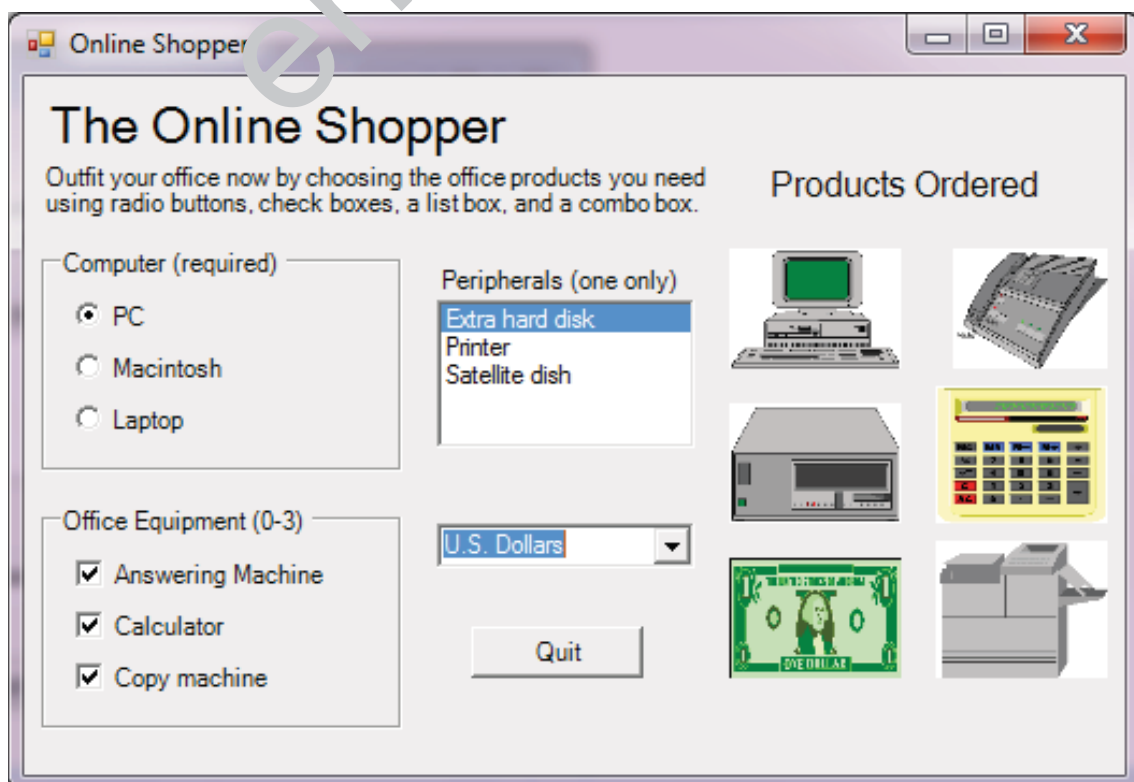 Online Shopper
The Online Shopper
Outfit your office now by choosing the office products you need
using radio buttons, check boxes, a list box, and a combo box.
Products Ordered
Computer (required)
PC
Macintosh
Laptop
Peripherals (one only)
Extra hard disk
Printer
Satellite dish
Office Equipment (0-3)
Answering Machine
Calculator
Copy machine
U.S. Dollars
Quit
ONE DOLLAR